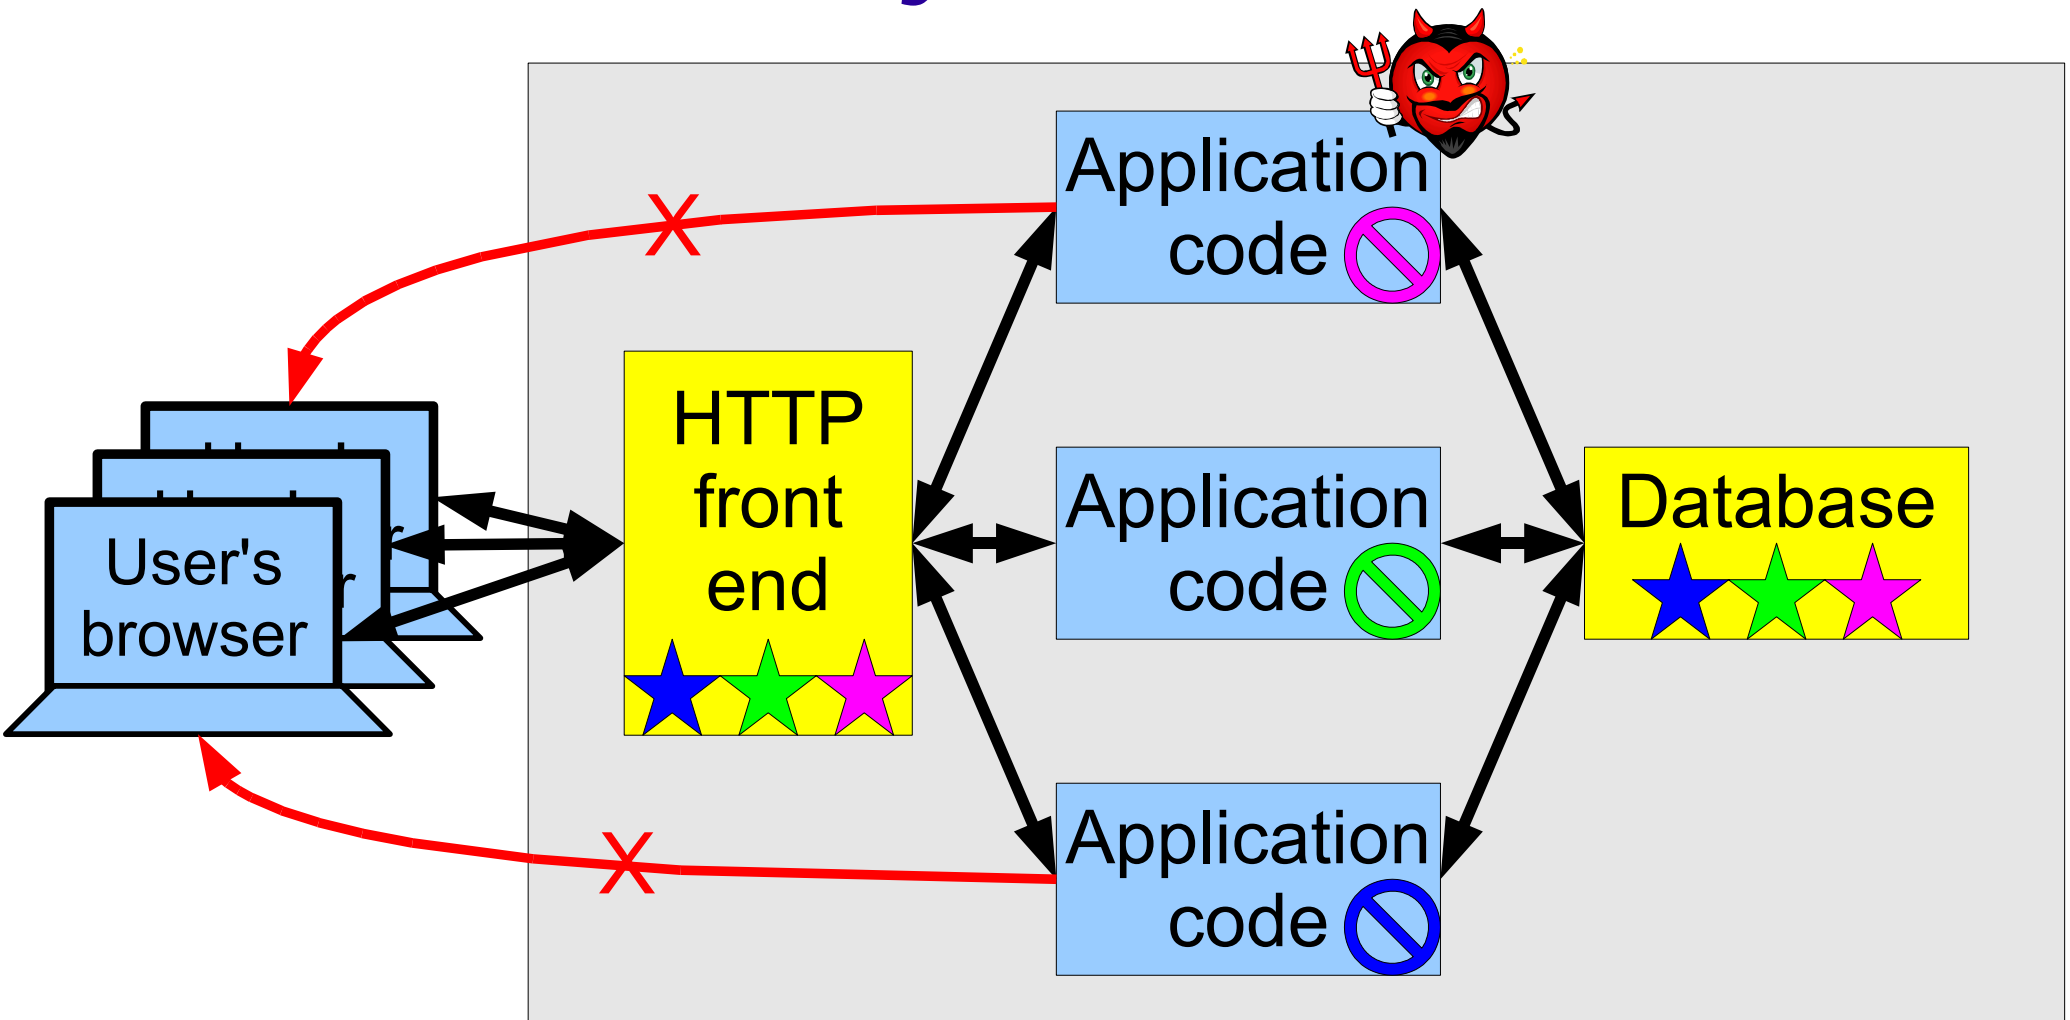 User's
browser
HTTP
front
end
Application
code
Application
code
Application
code
Database